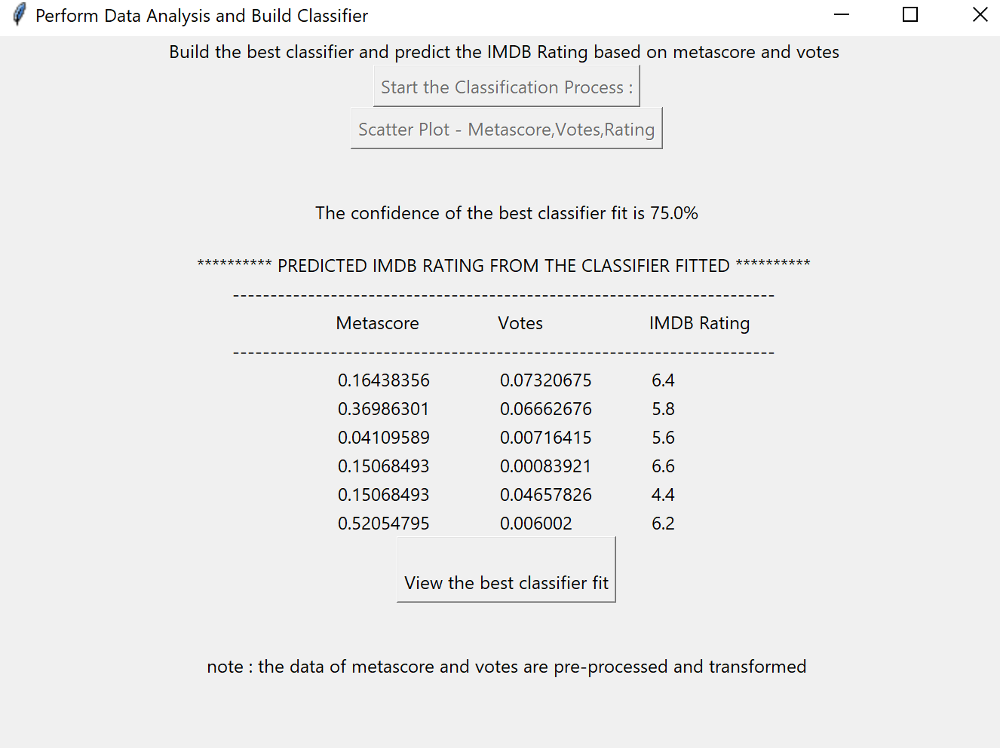 Perform Data Analysis and Build Classifier
Build the best classifier and predict the IMDB Rating based on metascore and votes
Start the Classification Process :
Scatter Plot - Metascore,Votes,Rating
The confidence of the best classifier fit is 75.0%
********** PREDICTED IMDB RATING FROM THE CLASSIFIER FITTED **********
------------------------------------------------------------------------
Metascore Votes IMDB Rating
------------------------------------------------------------------------
0.16438356 0.07320675 6.4
0.36986301 0.06662676 5.8
0.04109589 0.00716415 5.6
0.15068493 0.00083921 6.6
0.15068493 0.04657826 4.4
0.52054795 0.006002 6.2
View the best classifier fit
note : the data of metascore and votes are pre-processed and transformed